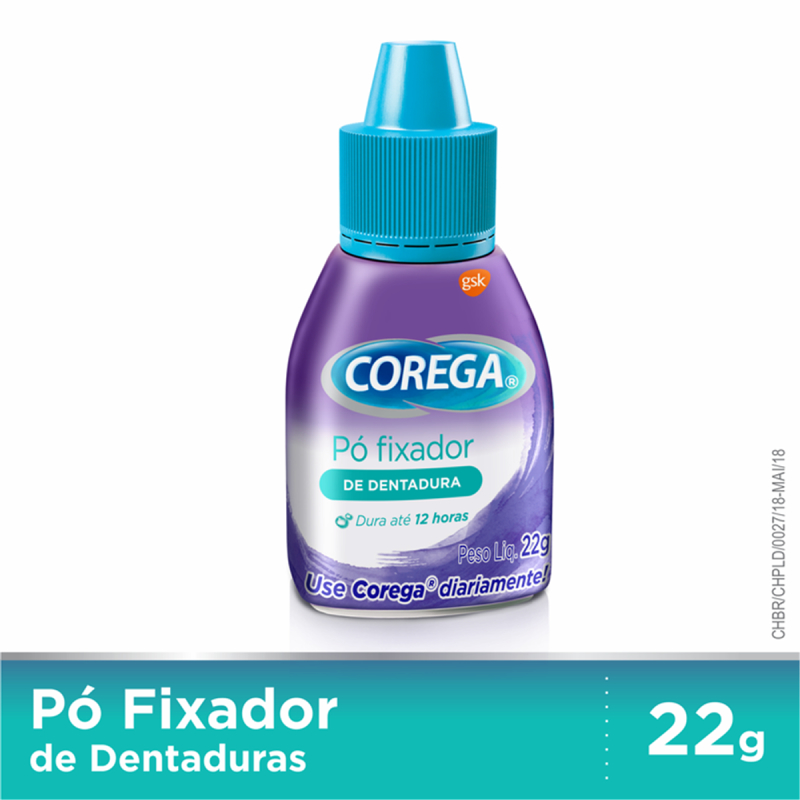 gsk
COREGA®
Pó fixador
DE DENTADURA
Dura até 12 horas
Peso Líq. 22g
Use Corega® diariamente!
CHBR/CHPLD/0027/18-MAI/18
Pó Fixador
de Dentaduras
22g